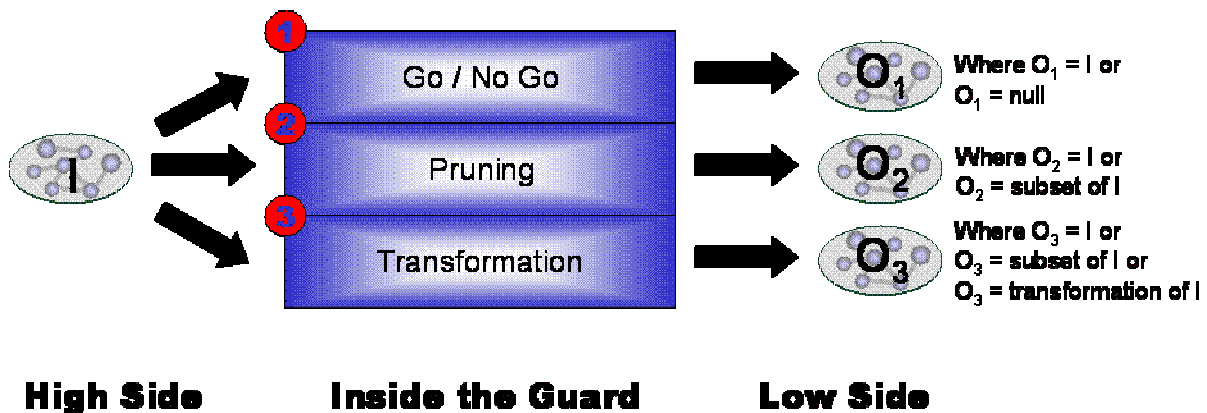 1
Go / No Go
O₁
Where O₁ = I or
O₁ = null
I
2
Pruning
O₂
Where O₂ = I or
O₂ = subset of I
3
Transformation
O₃
Where O₃ = I or
O₃ = subset of I or
O₃ = transformation of I
High Side
Inside the Guard
Low Side